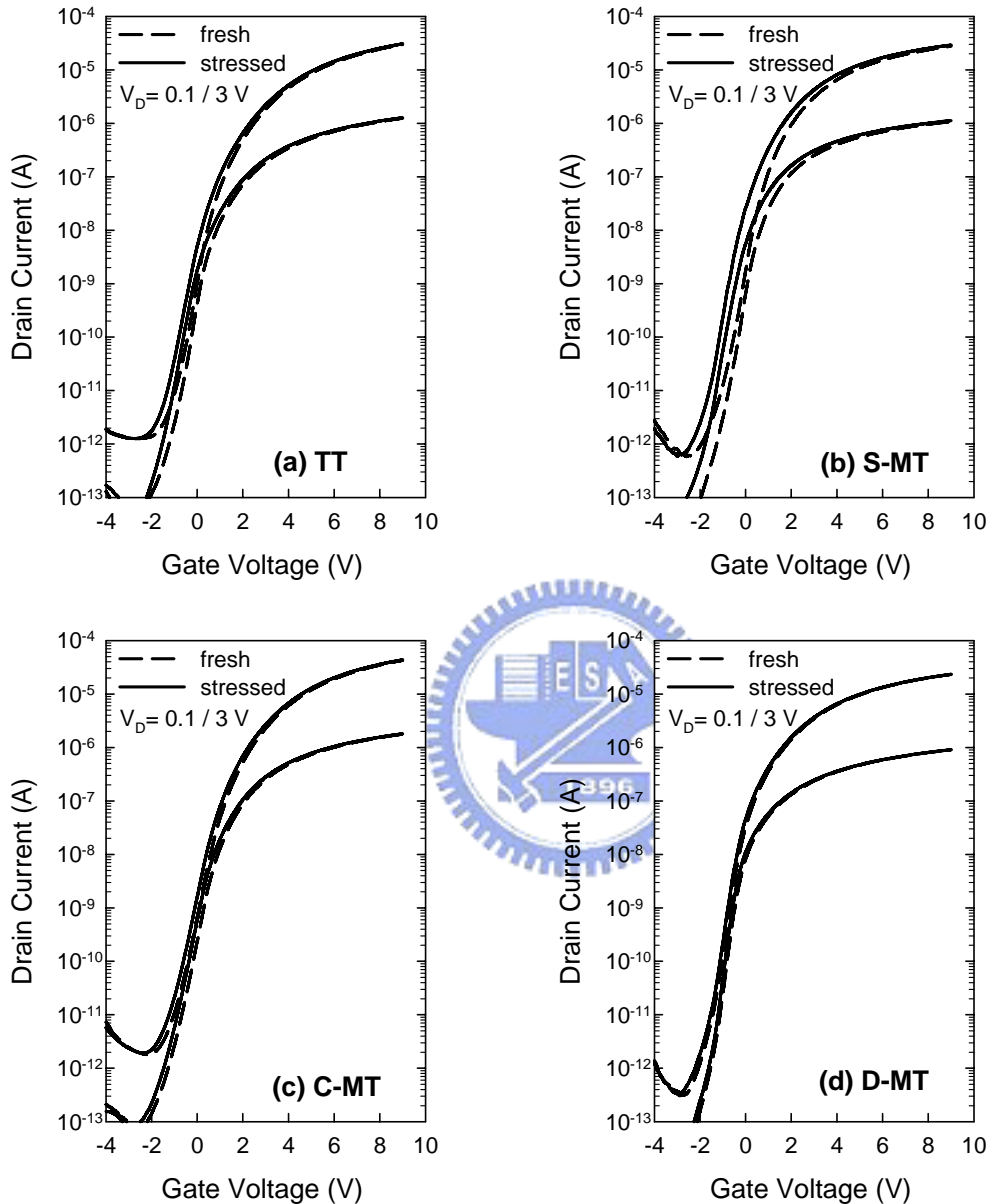 10-4
10-5
10-6
10-7
10-8
10-9
10-10
10-11
10-12
10-13
Drain Current (A)
fresh
stressed
VD= 0.1 / 3 V
(a) TT
-4 -2 0 2 4 6 8 10
Gate Voltage (V)
10-4
10-5
10-6
10-7
10-8
10-9
10-10
10-11
10-12
10-13
Drain Current (A)
fresh
stressed
VD= 0.1 / 3 V
(b) S-MT
-4 -2 0 2 4 6 8 10
Gate Voltage (V)
10-4
10-5
10-6
10-7
10-8
10-9
10-10
10-11
10-12
10-13
Drain Current (A)
fresh
stressed
VD= 0.1 / 3 V
(c) C-MT
-4 -2 0 2 4 6 8 10
Gate Voltage (V)
E S A
1896
10-4
10-5
10-6
10-7
10-8
10-9
10-10
10-11
10-12
10-13
Drain Current (A)
fresh
stressed
VD= 0.1 / 3 V
(d) D-MT
-4 -2 0 2 4 6 8 10
Gate Voltage (V)